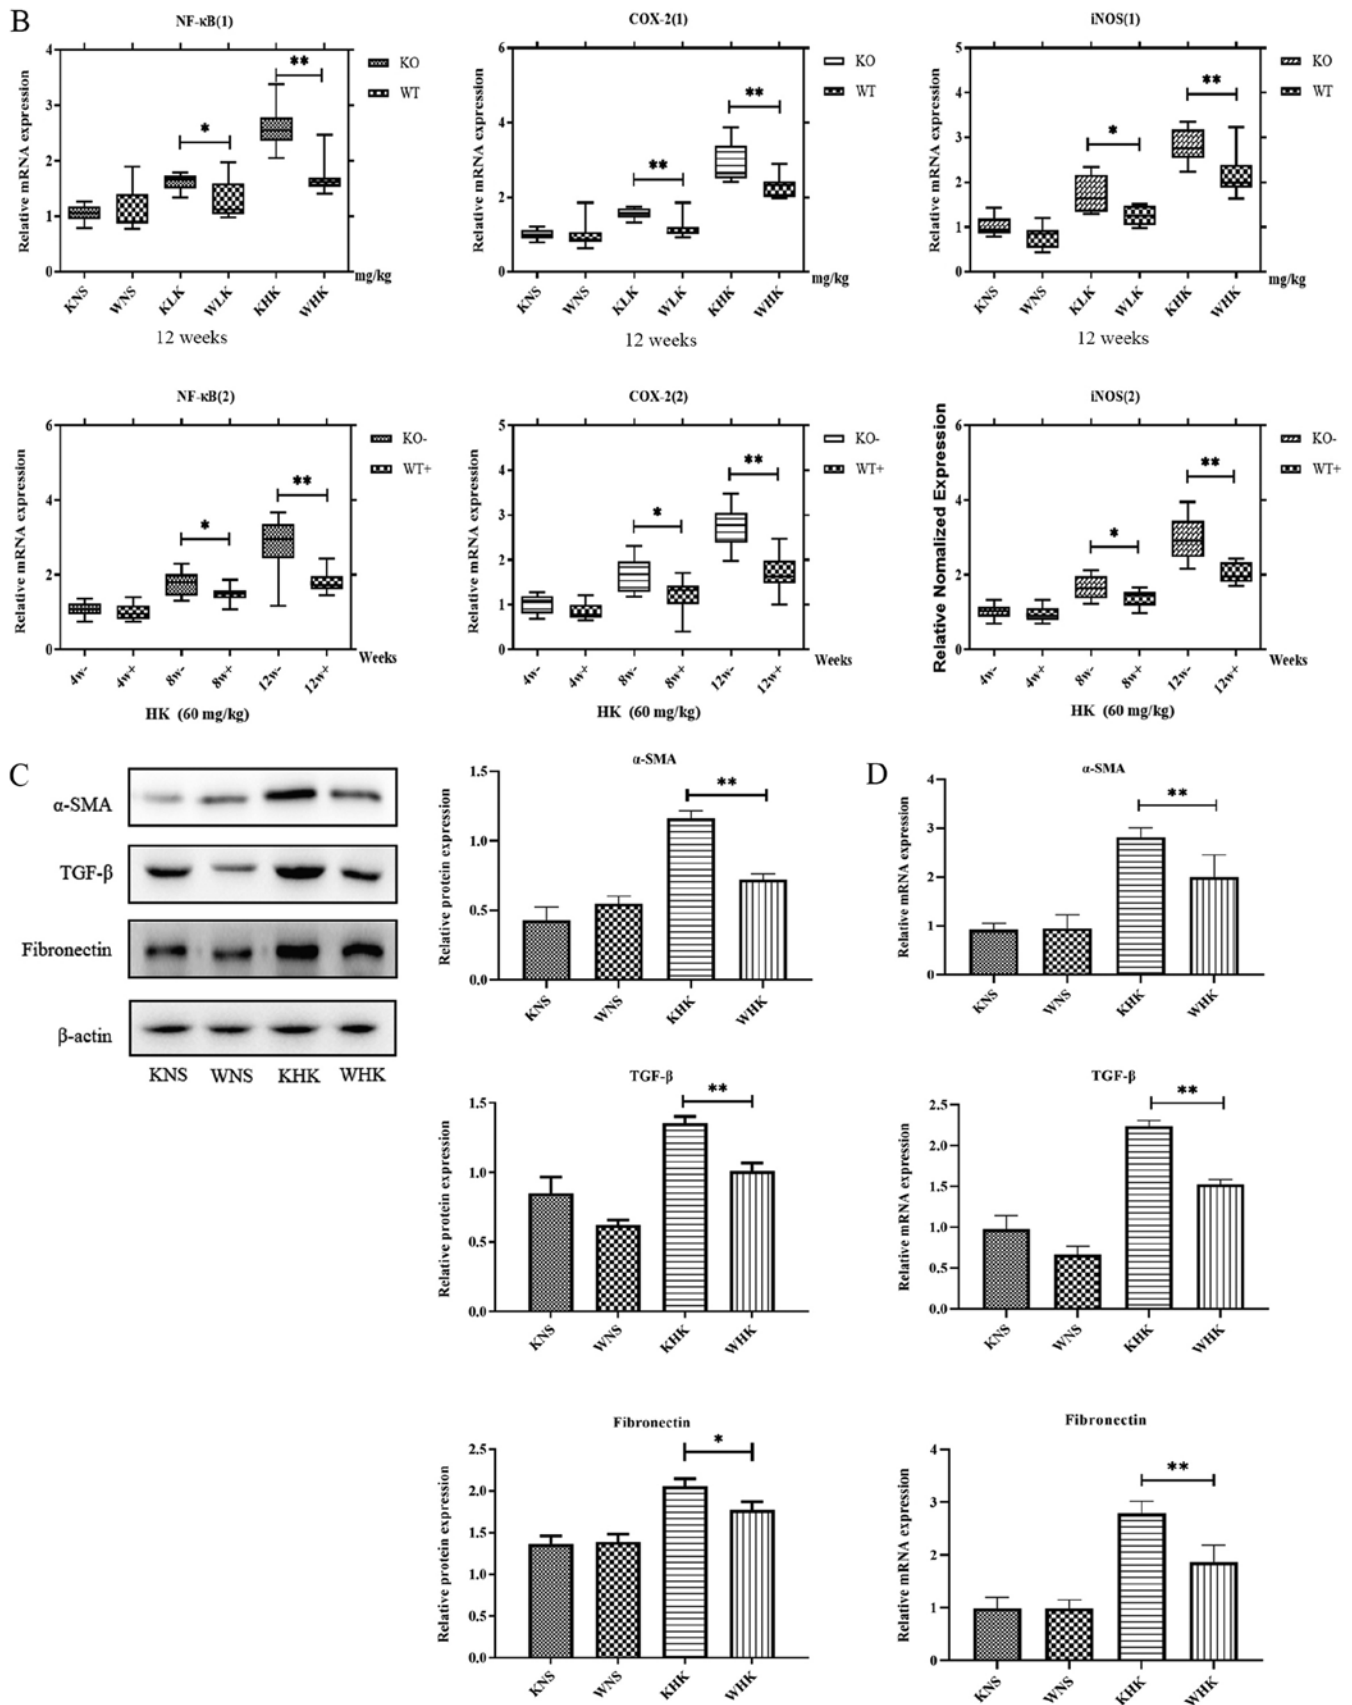 B
NF-κB(1)
Relative mRNA expression
4
3
2
1
0
**
*
KO
WT
KNS
WNS
KLK
WLK
KHK
WHK
mg/kg
12 weeks
COX-2(1)
Relative mRNA expression
6
4
2
0
**
**
KO
WT
KNS
WNS
KLK
WLK
KHK
WHK
mg/kg
12 weeks
iNOS(1)
Relative mRNA expression
5
4
3
2
1
0
**
*
KO
WT
KNS
WNS
KLK
WLK
KHK
WHK
mg/kg
12 weeks
NF-κB(2)
Relative mRNA expression
6
4
2
0
**
*
KO-
WT+
4w-
4w+
8w-
8w+
12w-
12w+
Weeks
HK (60 mg/kg)
COX-2(2)
Relative mRNA expression
6
5
4
3
2
1
0
**
*
KO-
WT+
4w-
4w+
8w-
8w+
12w-
12w+
Weeks
HK (60 mg/kg)
iNOS(2)
Relative Nomalized Expression
6
4
2
0
**
*
KO-
WT+
4w-
4w+
8w-
8w+
12w-
12w+
Weeks
HK (60 mg/kg)
C
α-SMA
TGF-β
Fibronectin
β-actin
KNS WNS KHK WHK
α-SMA
Relative protein expression
1.5
1.0
0.5
0.0
**
KNS
WNS
KHK
WHK
TGF-β
Relative protein expression
1.5
1.0
0.5
0.0
**
KNS
WNS
KHK
WHK
Fibronectin
Relative protein expression
2.5
2.0
1.5
1.0
0.5
0.0
*
KNS
WNS
KHK
WHK
D
α-SMA
Relative mRNA expression
4
3
2
1
0
**
KNS
WNS
KHK
WHK
TGF-β
Relative mRNA expression
2.5
2.0
1.5
1.0
0.5
0.0
**
KNS
WNS
KHK
WHK
Fibronectin
Relative mRNA expression
4
3
2
1
0
**
KNS
WNS
KHK
WHK